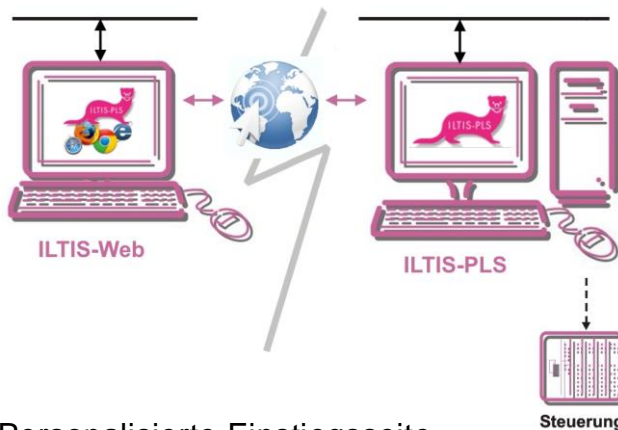 ILTIS-PLS
ILTIS-PLS
ILTIS-Web
ILTIS-PLS
Steuerung
Personalisierte Einstiegsseite